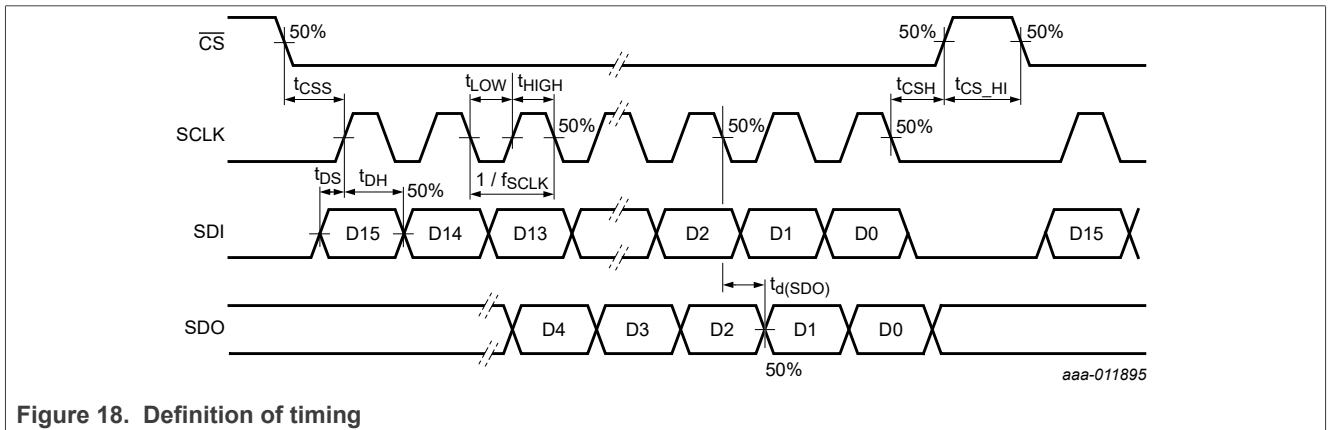 50%
50%
50%
CS
tCSS
tLOW
tHIGH
tCSH
tCS_HI
SCLK
50%
50%
50%
tDS
tDH
50%
1 / fSCLK
SDI
D15
D14
D13
D2
D1
D0
D15
td(SDO)
SDO
D4
D3
D2
D1
D0
50%
aaa-011895
Figure 18. Definition of timing